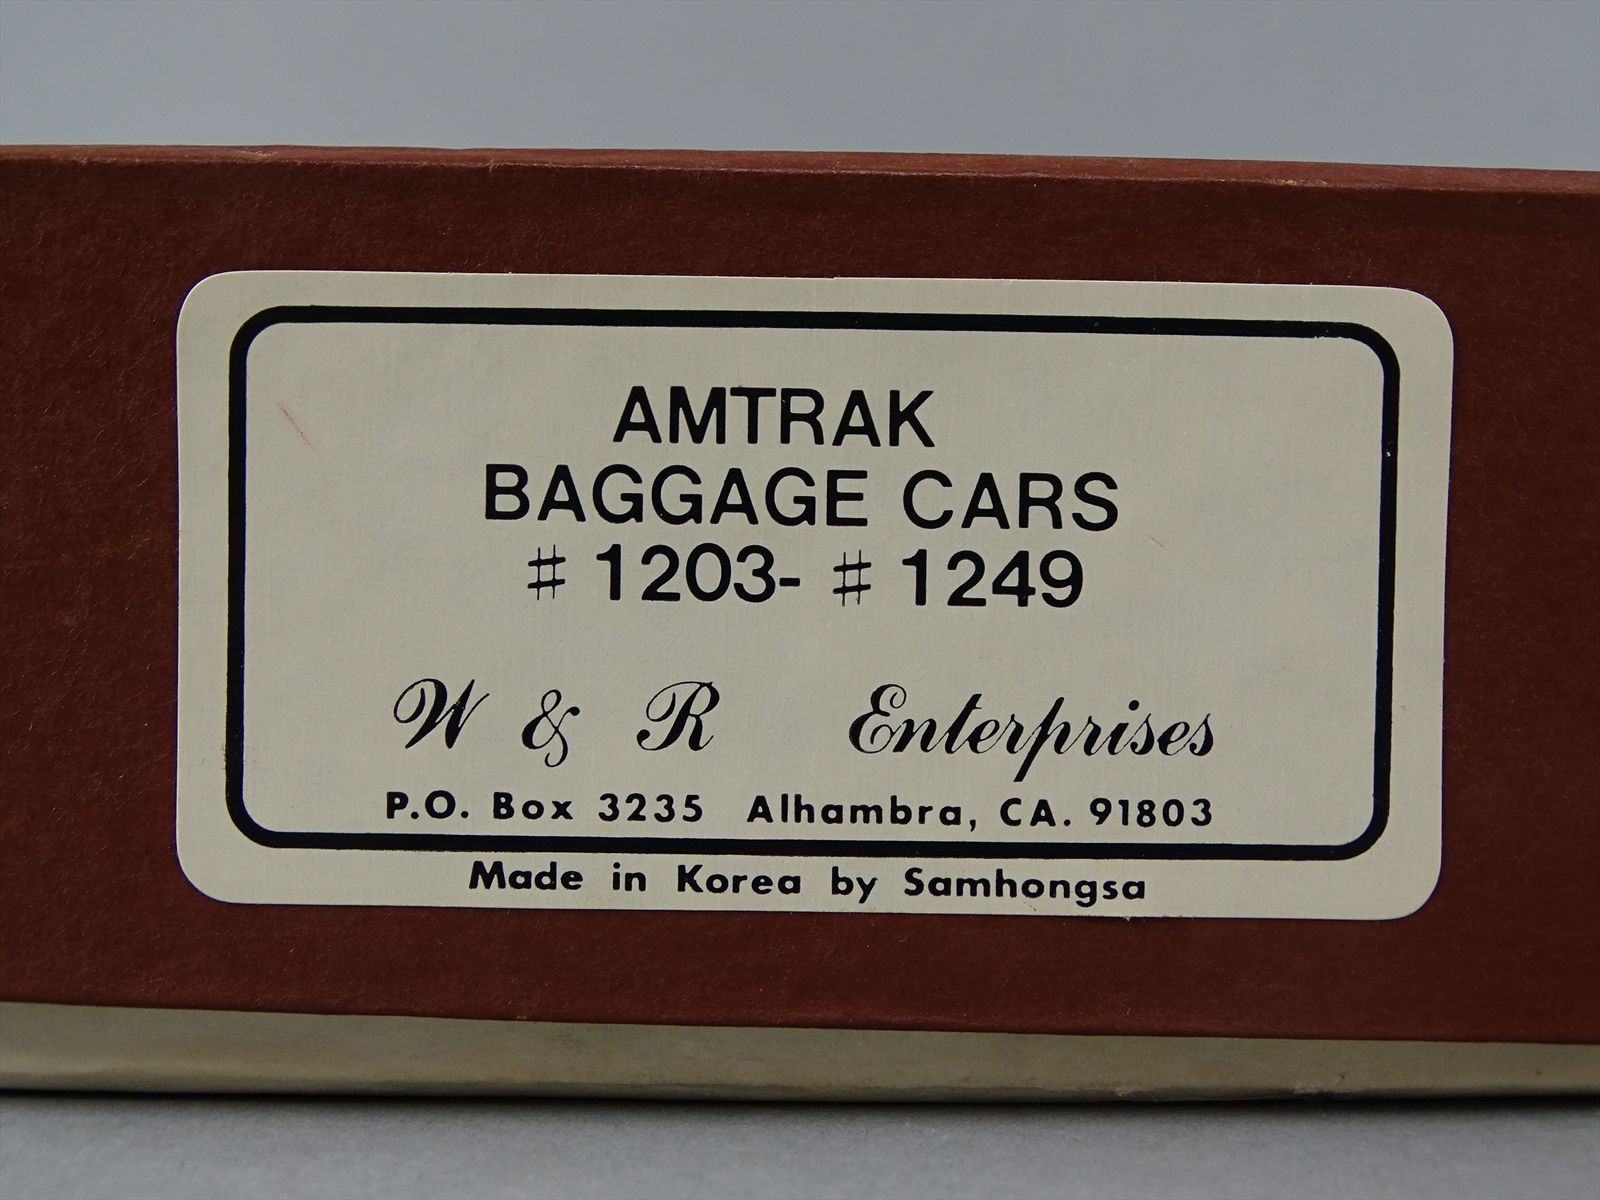 AMTRAK
BAGGAGE CARS
# 1203- # 1249
W & R Enterprises
P.O. Box 3235 Alhambra, CA. 91803
Made in Korea by Samhongsa